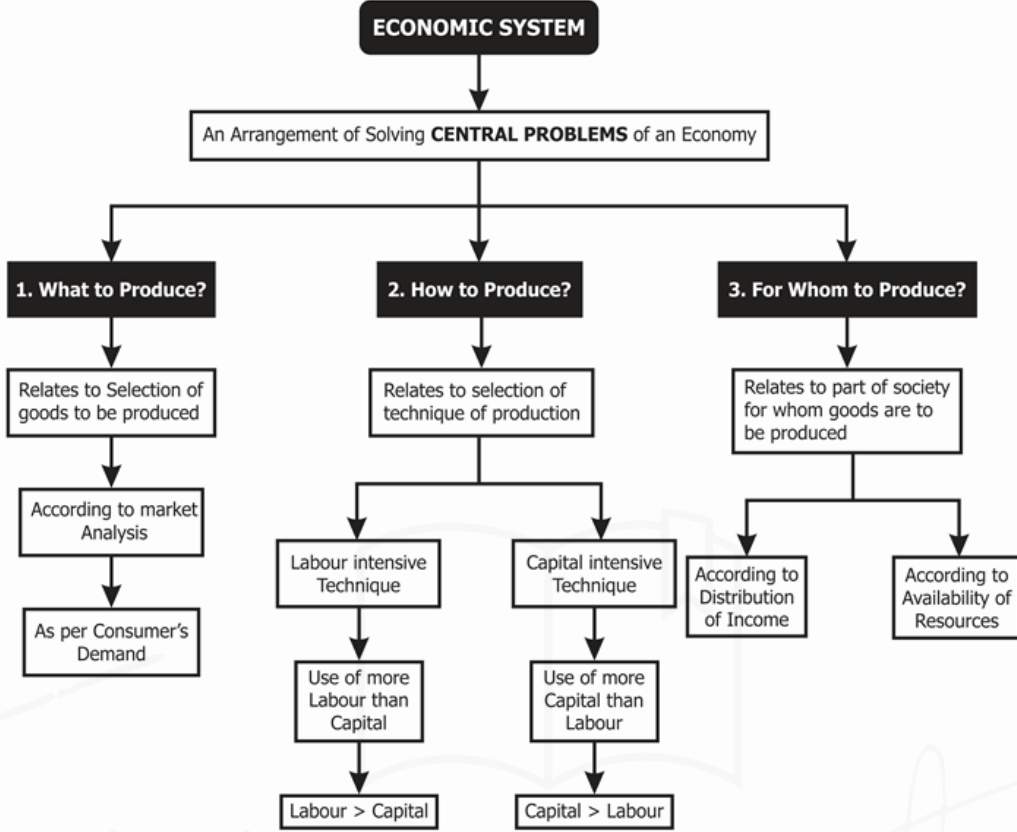 ECONOMIC SYSTEM
An Arrangement of Solving CENTRAL PROBLEMS of an Economy
1. What to Produce?
Relates to Selection of
goods to be produced
According to market
Analysis
As per Consumer's
Demand
2. How to Produce?
Relates to selection of
technique of production
Labour intensive
Technique
Use of more
Labour than
Capital
Labour > Capital
Capital intensive
Technique
Use of more
Capital than
Labour
Capital > Labour
3. For Whom to Produce?
Relates to part of society
for whom goods are to
be produced
According to
Distribution
of Income
According to
Availability of
Resources